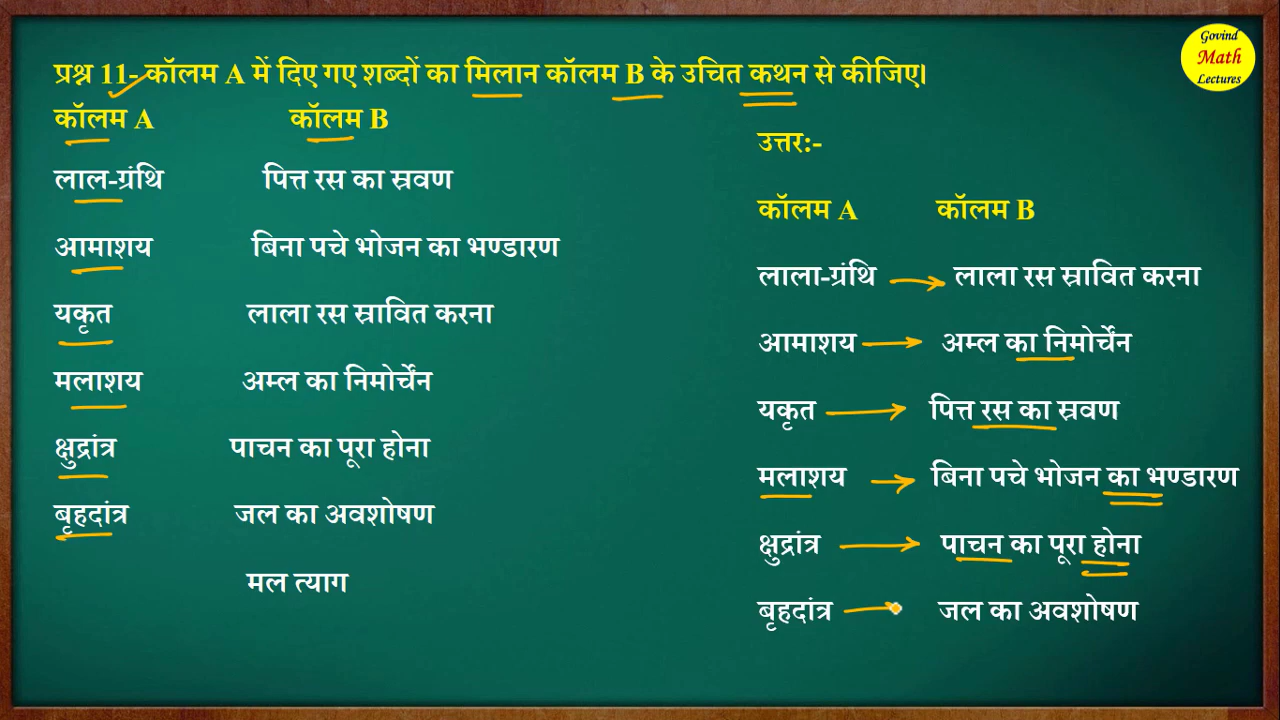 प्रश्न 11- कॉलम A में दिए गए शब्दों का मिलान कॉलम B के उचित कथन से कीजिए।
कॉलम A कॉलम B
लाल-ग्रंथि पित्त रस का स्रवण
आमाशय बिना पचे भोजन का भण्डारण
यकृत लाला रस स्रावित करना
मलाशय अम्ल का निमोर्चेन
क्षुद्रांत्र पाचन का पूरा होना
बृहदांत्र जल का अवशोषण
मल त्याग
उत्तर:-
कॉलम A कॉलम B
लाला-ग्रंथि लाला रस स्रावित करना
आमाशय अम्ल का निमोर्चेन
यकृत पित्त रस का स्रवण
मलाशय बिना पचे भोजन का भण्डारण
क्षुद्रांत्र पाचन का पूरा होना
बृहदांत्र जल का अवशोषण
Govind
Math
Lectures